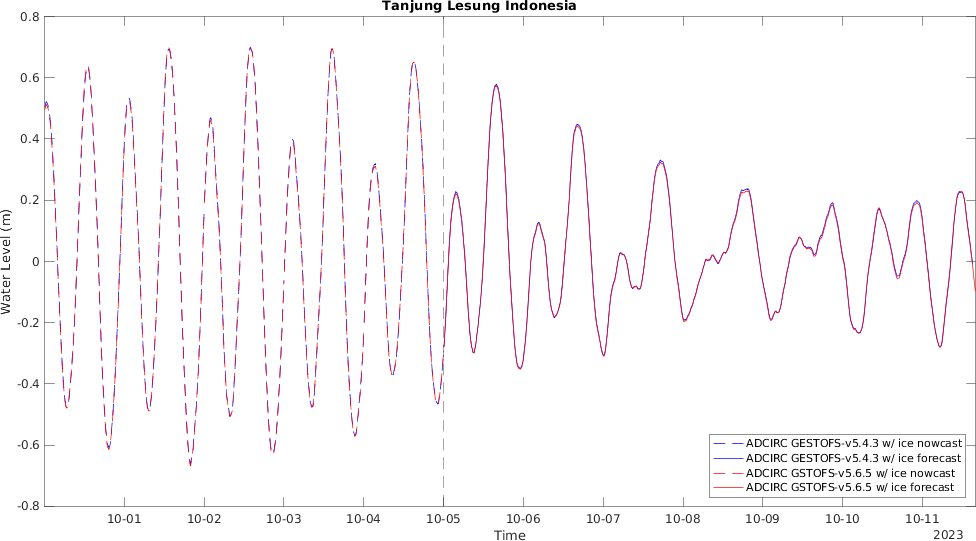 Tanjung Lesung Indonesia
0.8
0.6
0.4
0.2
0
-0.2
-0.4
-0.6
-0.8
Water Level (m)
ADCIRC GESTOFS-v5.4.3 w/ ice nowcast
ADCIRC GESTOFS-v5.4.3 w/ ice forecast
ADCIRC GSTOFS-v5.6.5 w/ ice nowcast
ADCIRC GSTOFS-v5.6.5 w/ ice forecast
10-01 10-02 10-03 10-04 10-05 10-06 10-07 10-08 10-09 10-10 10-11
Time
2023